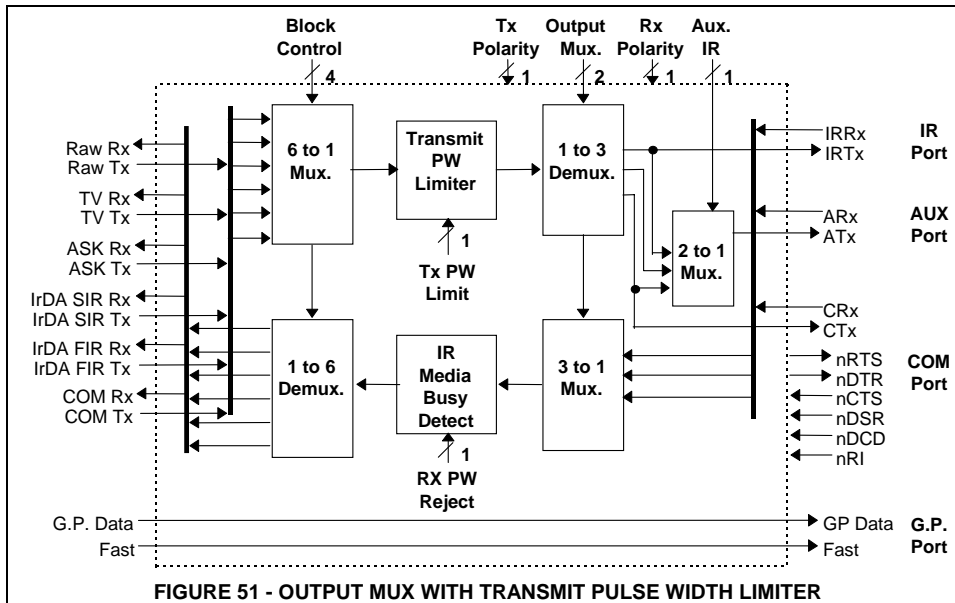 Block Control
4
Tx Polarity
1
Output Mux.
2
Rx Polarity
1
Aux. IR
1
6 to 1 Mux.
Transmit PW Limiter
1
Tx PW Limit
1 to 3 Demux.
2 to 1 Mux.
1 to 6 Demux.
IR Media Busy Detect
1
RX PW Reject
3 to 1 Mux.
Raw Rx
Raw Tx
TV Rx
TV Tx
ASK Rx
ASK Tx
IrDA SIR Rx
IrDA SIR Tx
IrDA FIR Rx
IrDA FIR Tx
COM Rx
COM Tx
G.P. Data
Fast
IRRx
IRTx
IR Port
ARx
ATx
AUX Port
CRx
CTx
nRTS
nDTR
nCTS
nDSR
nDCD
nRI
COM Port
GP Data
Fast
G.P. Port
FIGURE 51 - OUTPUT MUX WITH TRANSMIT PULSE WIDTH LIMITER